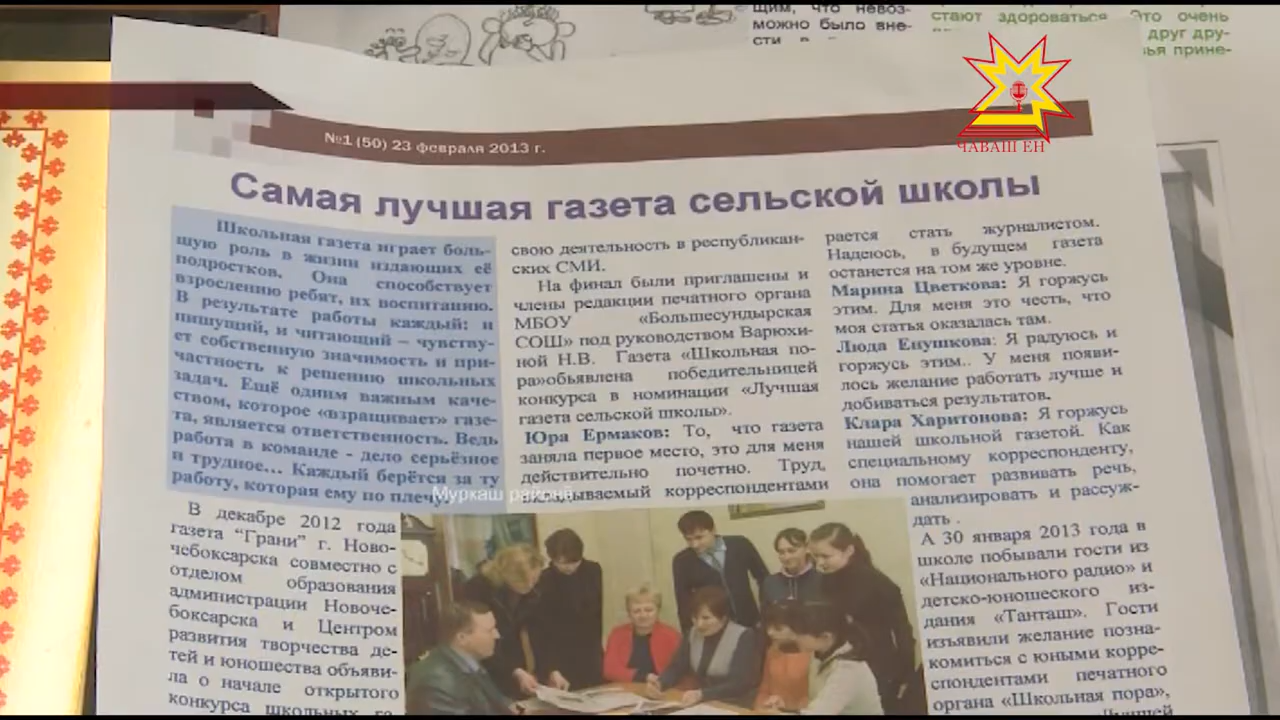 щим, что невоз-
можно было вне-
сти в
стают здороваться. Это очень
друг дру-
прине-
ЧĂВАШ ЕН
№1 (50) 23 февраля 2013 г.
Самая лучшая газета сельской школы
Школьная газета играет боль-
шую роль в жизни издающих её
подростков. Она способствует
взрослению ребят, их воспитанию.
В результате работы каждый: и
пишущий, и читающий – чувству-
ет собственную значимость и при-
частность к решению школьных
задач. Ещё одним важным каче-
ством, которое «взращивает» газе-
та, является ответственность. Ведь
работа в команде - дело серьёзное
и трудное... Каждый берётся за ту
работу, которая ему по плечу
Муркаш районĕ
В декабре 2012 года
газета "Грани" г. Ново-
чебоксарска совместно с
отделом образования
администрации Новоче-
боксарска и Центром
развития творчества де-
тей и юношества объяви-
ла о начале открытого
конкурса школьных га-
свою деятельность в республикан-
ских СМИ.
На финал были приглашены и
члены редакции печатного органа
МБОУ «Большесундырская
СОШ» под руководством Варюхи-
ной Н.В. Газета «Школьная по-
ра»объявлена победительницей
конкурса в номинации «Лучшая
газета сельской школы».
Юра Ермаков: То, что газета
заняла первое место, это для меня
действительно почетно. Труд,
вкладываемый корреспондентами
рается стать журналистом.
Надеюсь, в будущем газета
останется на том же уровне.
Марина Цветкова: Я горжусь
этим. Для меня это честь, что
моя статья оказалась там.
Люда Енушкова: Я радуюсь и
горжусь этим.. У меня появи-
лось желание работать лучше и
добиваться результатов.
Клара Харитонова: Я горжусь
нашей школьной газетой. Как
специальному корреспонденту,
она помогает развивать речь,
анализировать и рассуж-
дать .
А 30 января 2013 года в
школе побывали гости из
«Национального радио» и
детско-юношеского из-
дания «Танташ». Гости
изъявили желание позна-
комиться с юными корре-
спондентами печатного
органа «Школьная пора»,